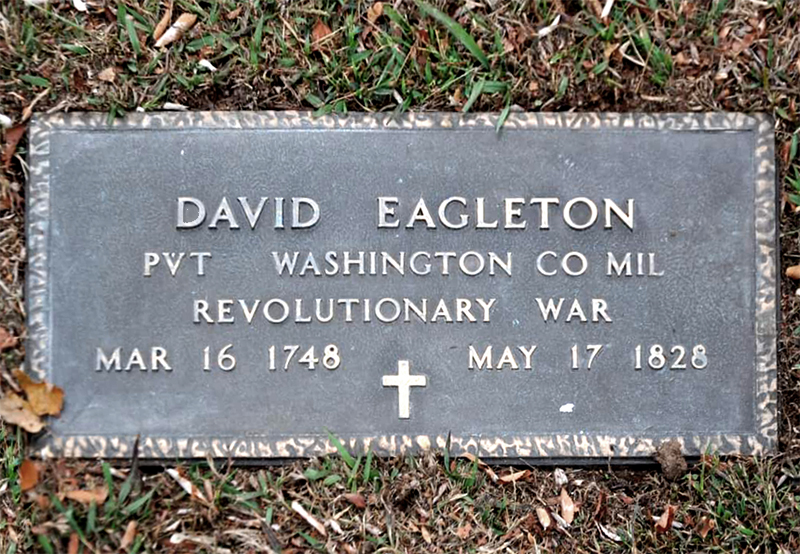 DAVID EAGLETON
PVT WASHINGTON CO MIL
REVOLUTIONARY WAR
MAR 16 1748 MAY 17 1828